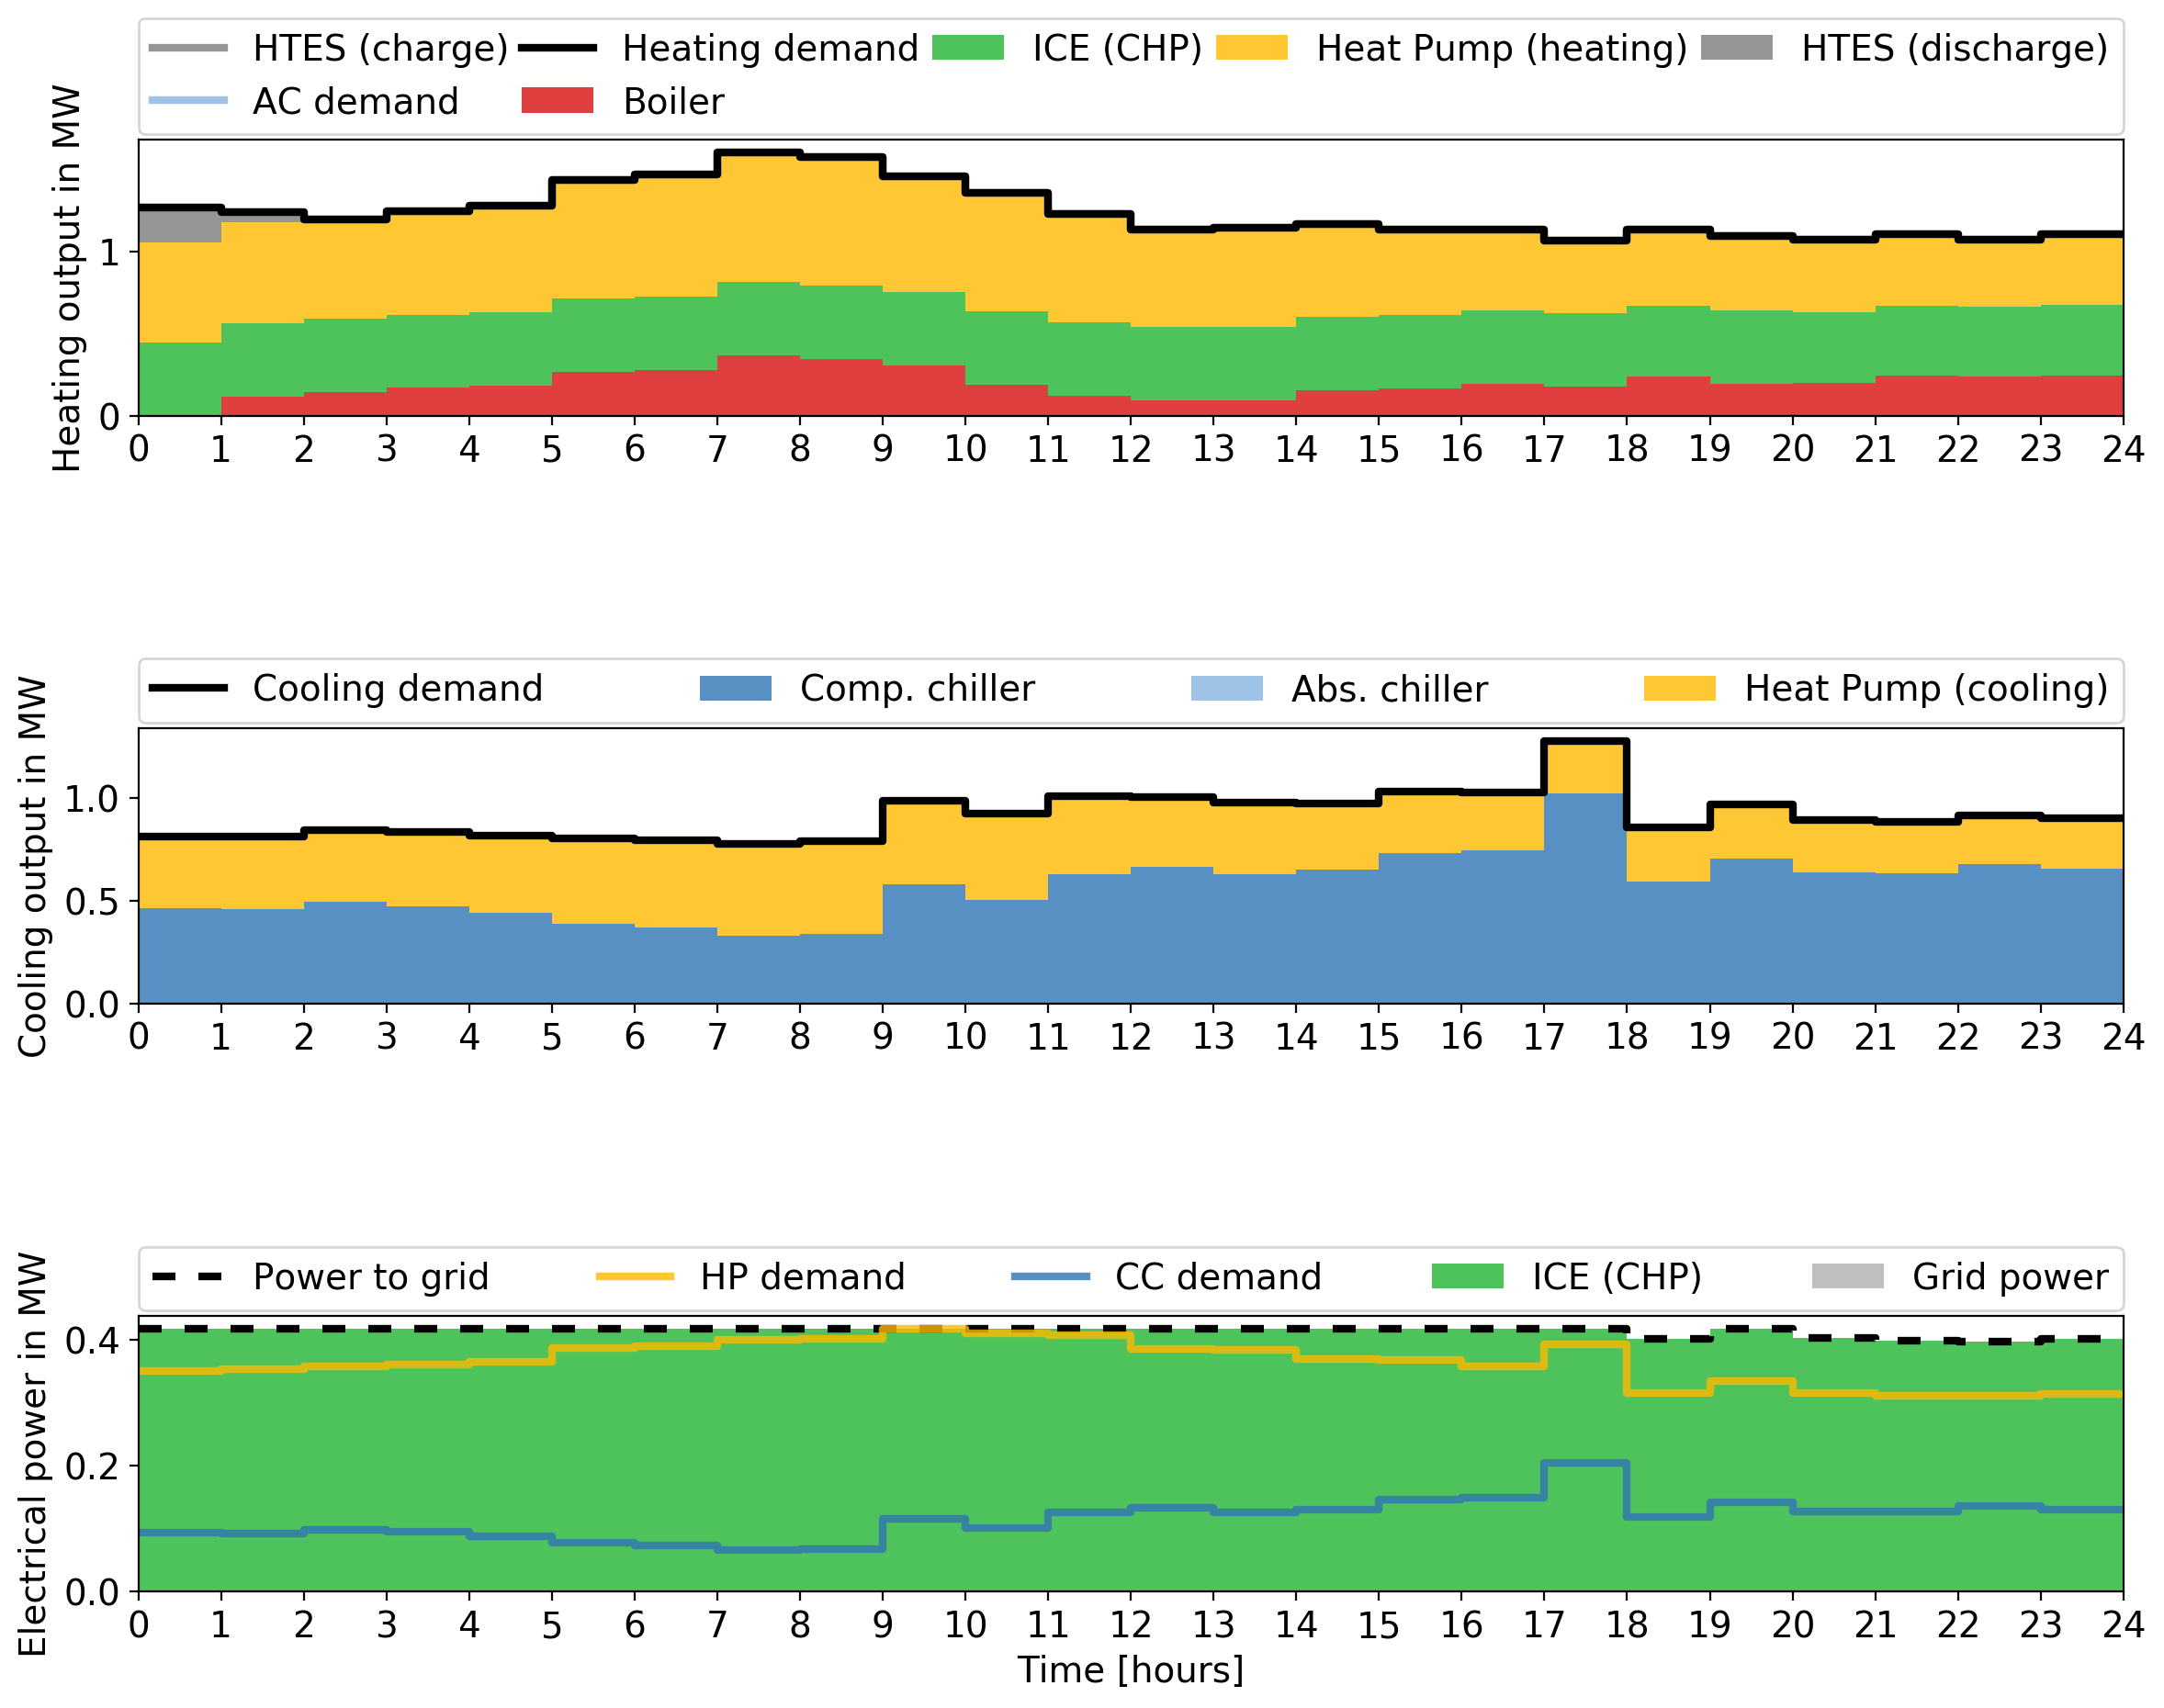 HTES (charge) Heating demand ICE (CHP) Heat Pump (heating) HTES (discharge)
AC demand Boiler
Heating output in MW
1
0
0 1 2 3 4 5 6 7 8 9 10 11 12 13 14 15 16 17 18 19 20 21 22 23 24
Cooling demand Comp. chiller Abs. chiller Heat Pump (cooling)
Cooling output in MW
1.0
0.5
0.0
0 1 2 3 4 5 6 7 8 9 10 11 12 13 14 15 16 17 18 19 20 21 22 23 24
Power to grid HP demand CC demand ICE (CHP) Grid power
Electrical power in MW
0.4
0.2
0.0
0 1 2 3 4 5 6 7 8 9 10 11 12 13 14 15 16 17 18 19 20 21 22 23 24
Time [hours]